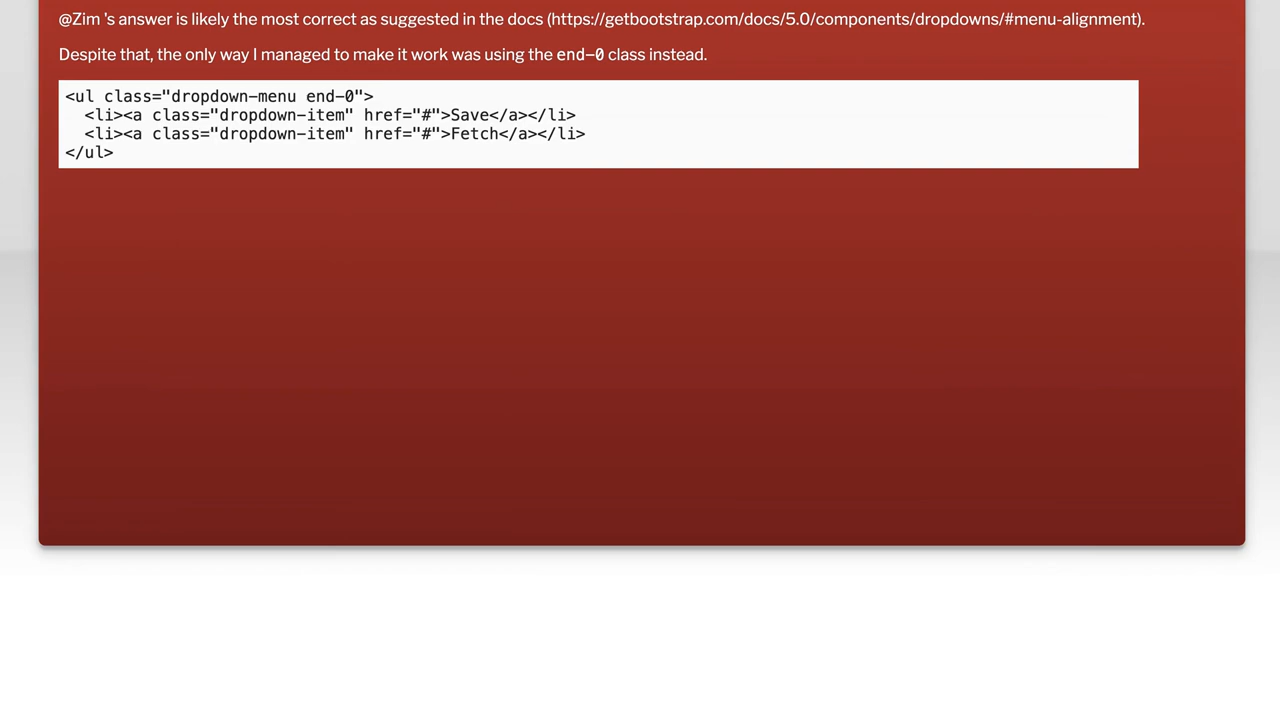 @Zim 's answer is likely the most correct as suggested in the docs (https://getbootstrap.com/docs/5.0/components/dropdowns/#menu-alignment).
Despite that, the only way I managed to make it work was using the end-0 class instead.
<ul class="dropdown-menu end-0">
  <li><a class="dropdown-item" href="#">Save</a></li>
  <li><a class="dropdown-item" href="#">Fetch</a></li>
</ul>